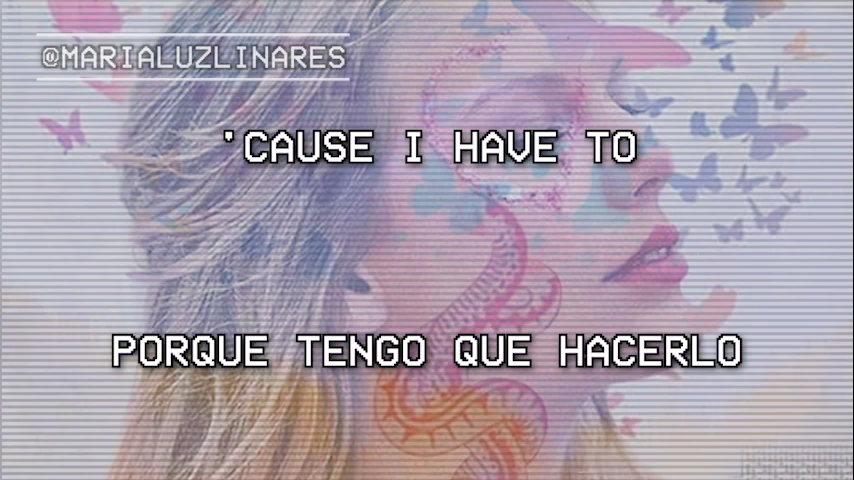 @MARIALUZLINARES
'CAUSE I HAVE TO
PORQUE TENGO QUE HACERLO